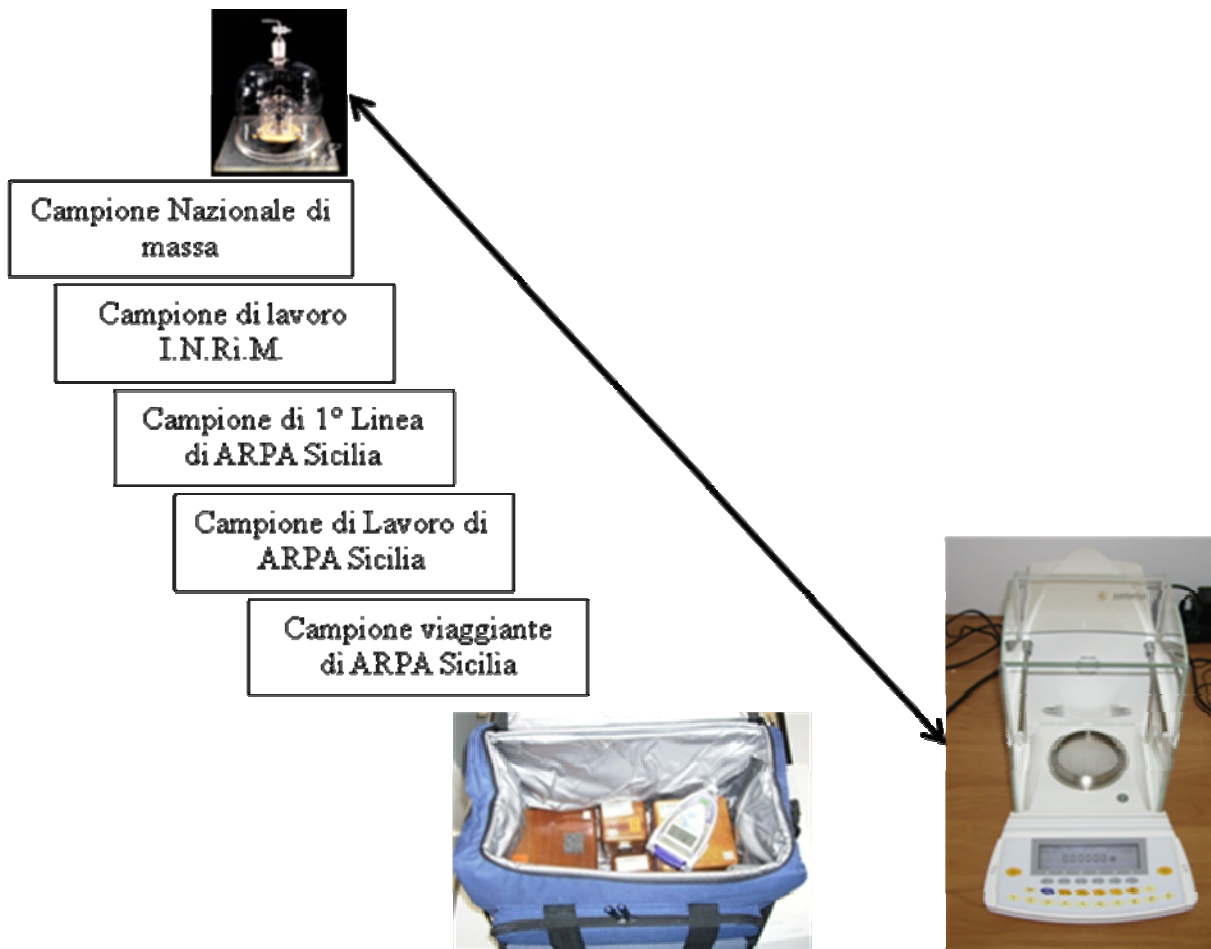 Campione Nazionale di
massa
Campione di lavoro
I.N.Ri.M.
Campione di 1° Linea
di ARPA Sicilia
Campione di Lavoro di
ARPA Sicilia
Campione viaggiante
di ARPA Sicilia